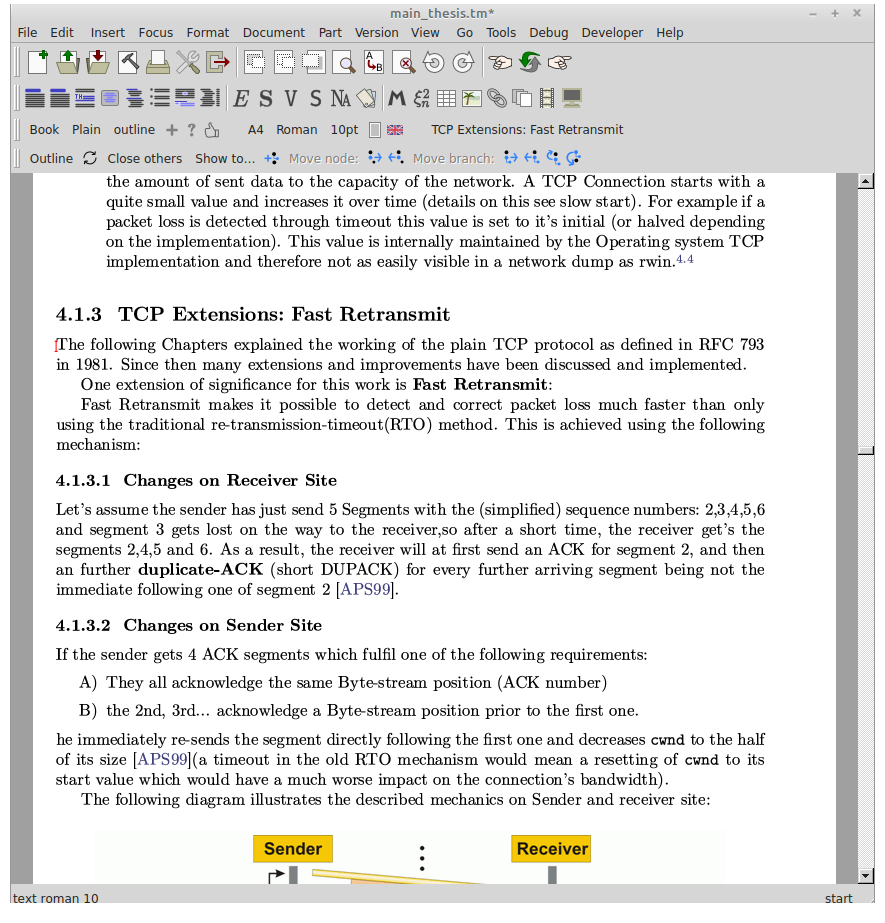 main_thesis.tm*
File Edit Insert Focus Format Document Part Version View Go Tools Debug Developer Help
Book Plain outline + ? A4 Roman 10pt TCP Extensions: Fast Retransmit
Outline Close others Show to... Move node: Move branch:
the amount of sent data to the capacity of the network. A TCP Connection starts with a
quite small value and increases it over time (details on this see slow start). For example if a
packet loss is detected through timeout this value is set to it's initial (or halved depending
on the implementation). This value is internally maintained by the Operating system TCP
implementation and therefore not as easily visible in a network dump as rwin.4.4
4.1.3 TCP Extensions: Fast Retransmit
The following Chapters explained the working of the plain TCP protocol as defined in RFC 793
in 1981. Since then many extensions and improvements have been discussed and implemented.
One extension of significance for this work is Fast Retransmit:
Fast Retransmit makes it possible to detect and correct packet loss much faster than only
using the traditional re-transmission-timeout(RTO) method. This is achieved using the following
mechanism:
4.1.3.1 Changes on Receiver Site
Let's assume the sender has just send 5 Segments with the (simplified) sequence numbers: 2,3,4,5,6
and segment 3 gets lost on the way to the receiver,so after a short time, the receiver get's the
segments 2,4,5 and 6. As a result, the receiver will at first send an ACK for segment 2, and then
an further duplicate-ACK (short DUPACK) for every further arriving segment being not the
immediate following one of segment 2 [APS99].
4.1.3.2 Changes on Sender Site
If the sender gets 4 ACK segments which fulfil one of the following requirements:
A) They all acknowledge the same Byte-stream position (ACK number)
B) the 2nd, 3rd... acknowledge a Byte-stream position prior to the first one.
he immediately re-sends the segment directly following the first one and decreases cwnd to the half
of its size [APS99](a timeout in the old RTO mechanism would mean a resetting of cwnd to its
start value which would have a much worse impact on the connection's bandwidth).
The following diagram illustrates the described mechanics on Sender and receiver site:
Sender Receiver
text roman 10 start